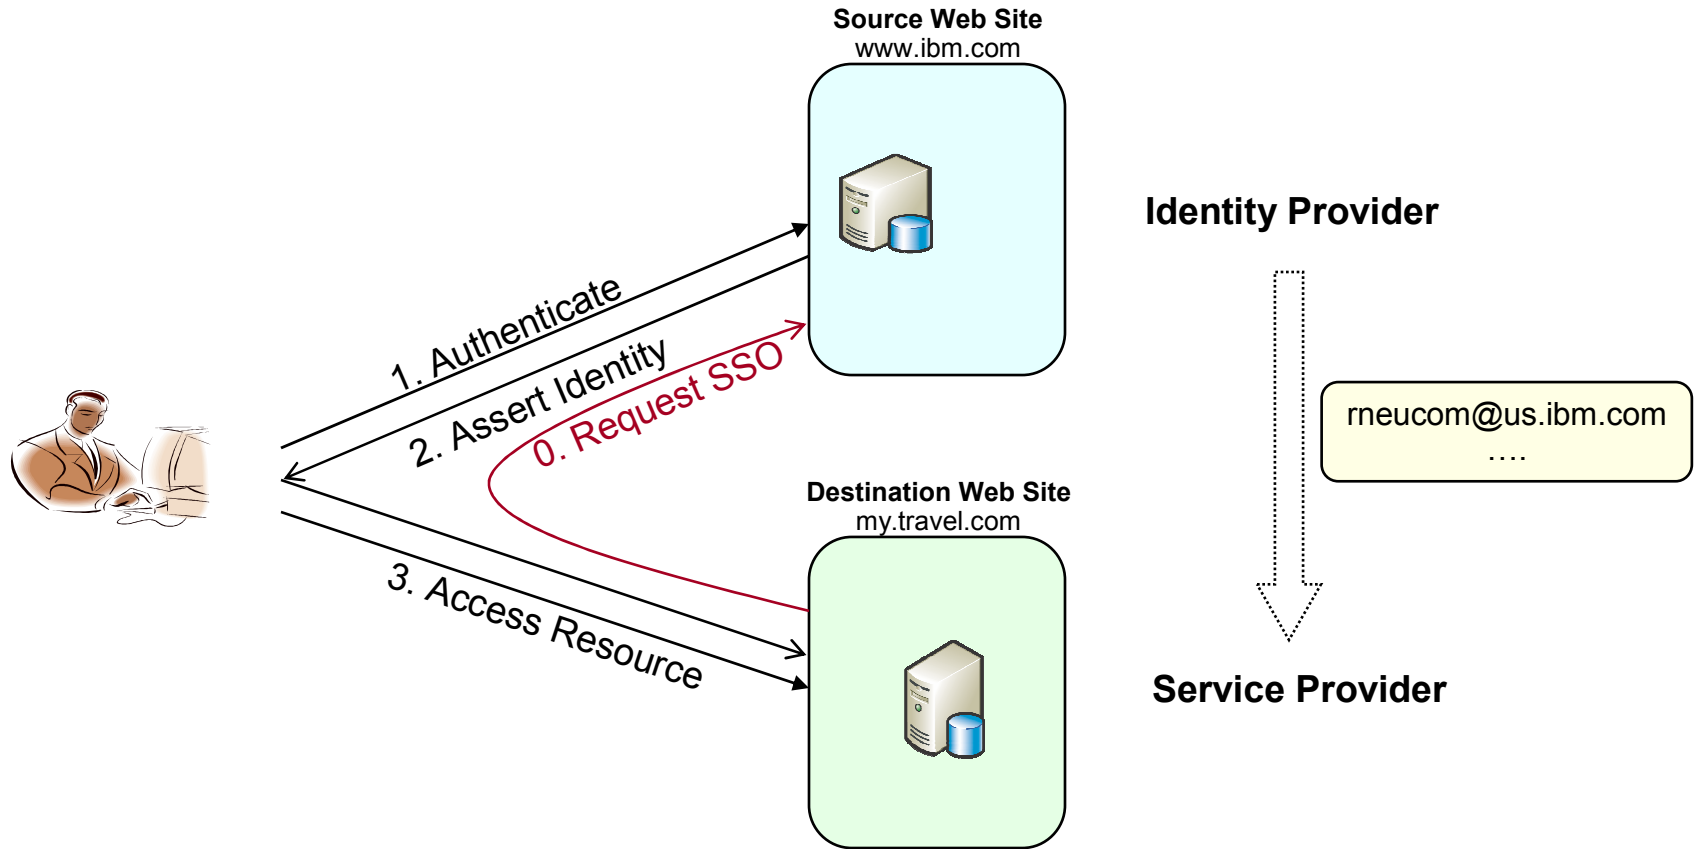 Source Web Site
www.ibm.com
Identity Provider
1. Authenticate
2. Assert Identity
0. Request SSO
rneucom@us.ibm.com
....
Destination Web Site
my.travel.com
3. Access Resource
Service Provider